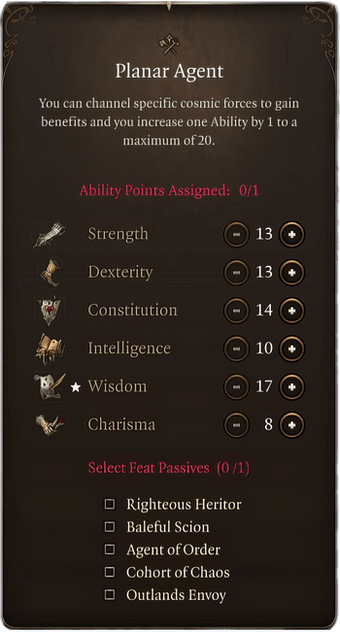 Planar Agent
You can channel specific cosmic forces to gain
benefits and you increase one Ability by 1 to a
maximum of 20.
Ability Points Assigned: 0/1
Strength 13
Dexterity 13
Constitution 14
Intelligence 10
Wisdom 17
Charisma 8
Select Feat Passives (0 /1)
Righteous Heritor
Baleful Scion
Agent of Order
Cohort of Chaos
Outlands Envoy